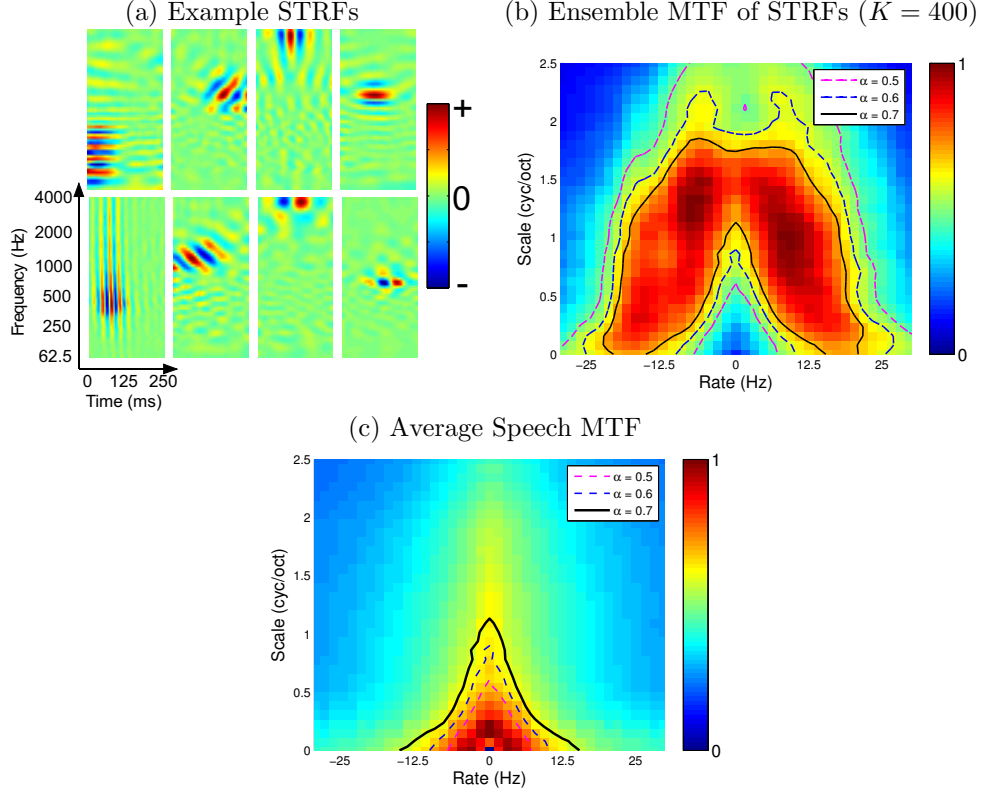 (a) Example STRFs
+
0
-
4000
2000
1000
500
250
62.5
Frequency (Hz)
0 125 250
Time (ms)
(b) Ensemble MTF of STRFs (K = 400)
2.5
2
1.5
1
0.5
0
Scale (cyc/oct)
−25 −12.5 0 12.5 25
Rate (Hz)
α = 0.5
α = 0.6
α = 0.7
1
0
(c) Average Speech MTF
2.5
2
1.5
1
0.5
0
Scale (cyc/oct)
−25 −12.5 0 12.5 25
Rate (Hz)
α = 0.5
α = 0.6
α = 0.7
1
0